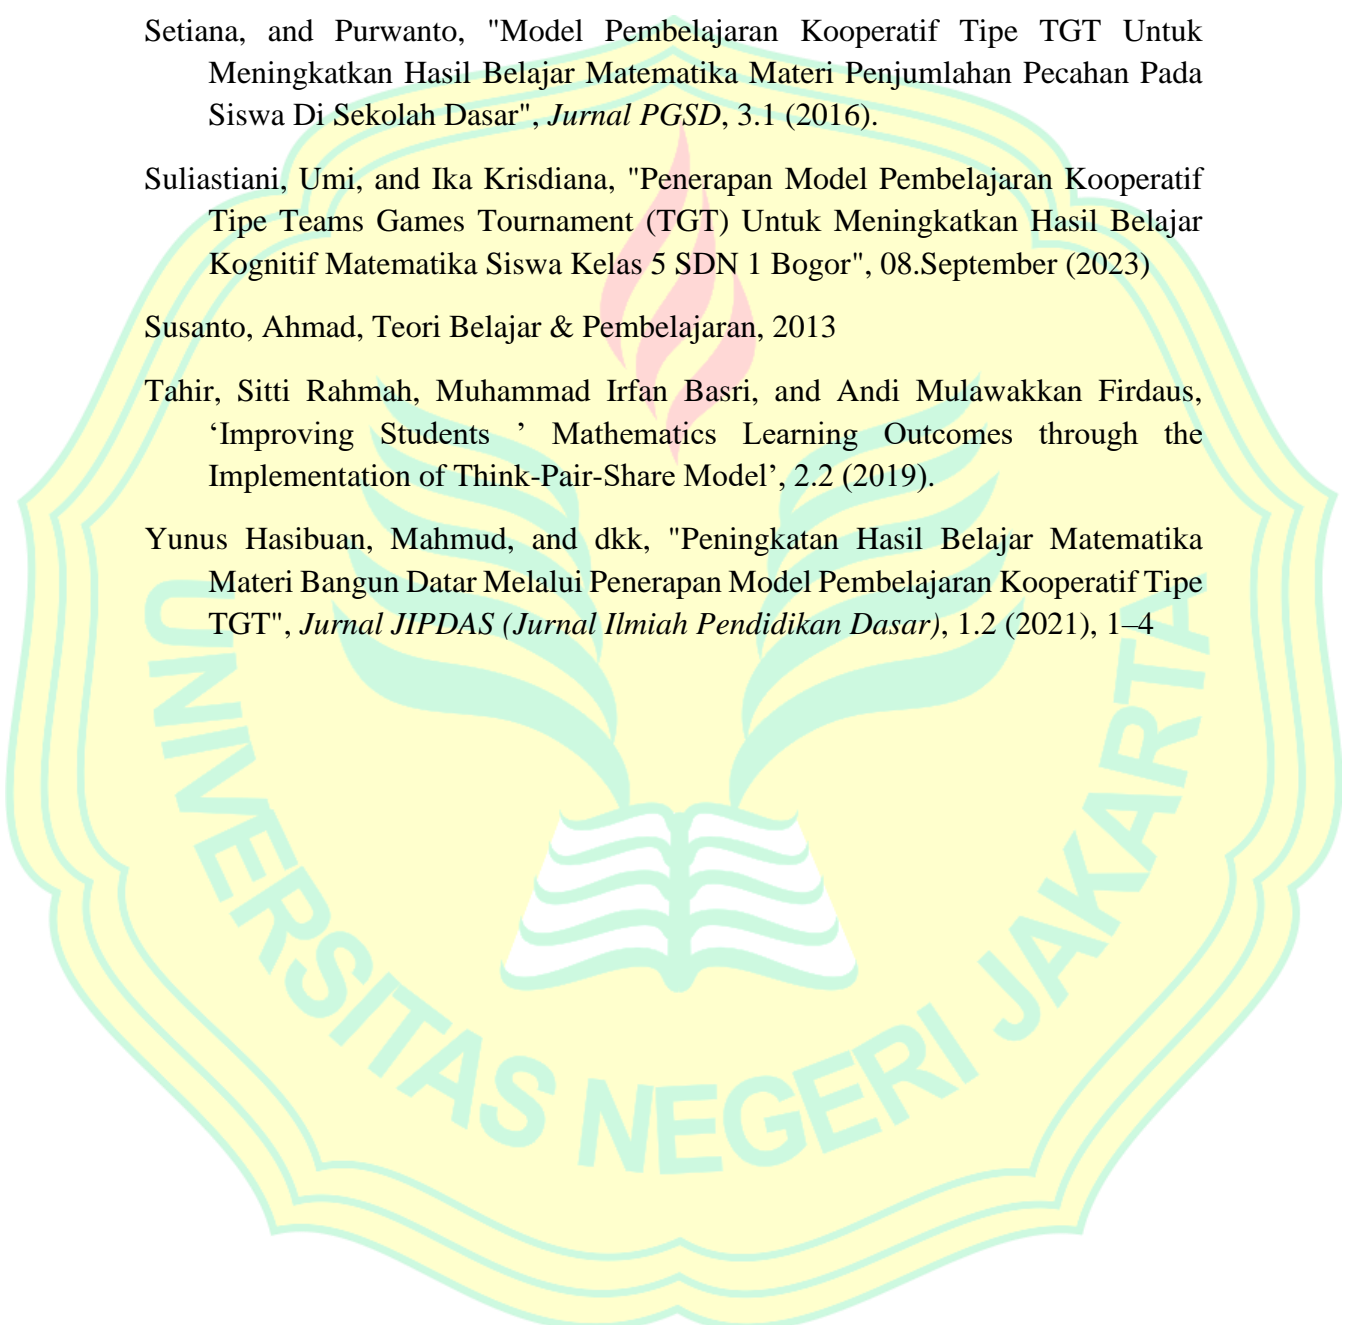 Setiana, and Purwanto, "Model Pembelajaran Kooperatif Tipe TGT Untuk
Meningkatkan Hasil Belajar Matematika Materi Penjumlahan Pecahan Pada
Siswa Di Sekolah Dasar", Jurnal PGSD, 3.1 (2016).
Suliastiani, Umi, and Ika Krisdiana, "Penerapan Model Pembelajaran Kooperatif
Tipe Teams Games Tournament (TGT) Untuk Meningkatkan Hasil Belajar
Kognitif Matematika Siswa Kelas 5 SDN 1 Bogor", 08.September (2023)
Susanto, Ahmad, Teori Belajar & Pembelajaran, 2013
Tahir, Sitti Rahmah, Muhammad Irfan Basri, and Andi Mulawakkan Firdaus,
‘Improving Students ’ Mathematics Learning Outcomes through the
Implementation of Think-Pair-Share Model’, 2.2 (2019).
Yunus Hasibuan, Mahmud, and dkk, "Peningkatan Hasil Belajar Matematika
Materi Bangun Datar Melalui Penerapan Model Pembelajaran Kooperatif Tipe
TGT", Jurnal JIPDAS (Jurnal Ilmiah Pendidikan Dasar), 1.2 (2021), 1–4
UNIVERSITAS NEGERI JAKARTA